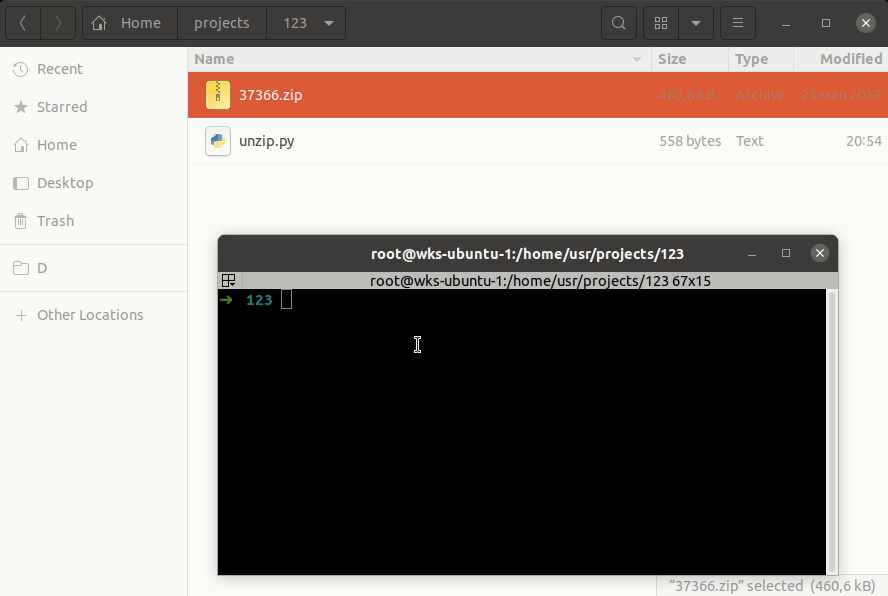 Home projects 123
Name Size Type Modified
Recent
37366.zip 460,6 kB Archive 23 мая 2018
Starred
unzip.py 558 bytes Text 20:54
Home
Desktop
Trash
D
Other Locations
root@wks-ubuntu-1:/home/usr/projects/123
root@wks-ubuntu-1:/home/usr/projects/123 67x15
➜ 123
“37366.zip” selected (460,6 kB)